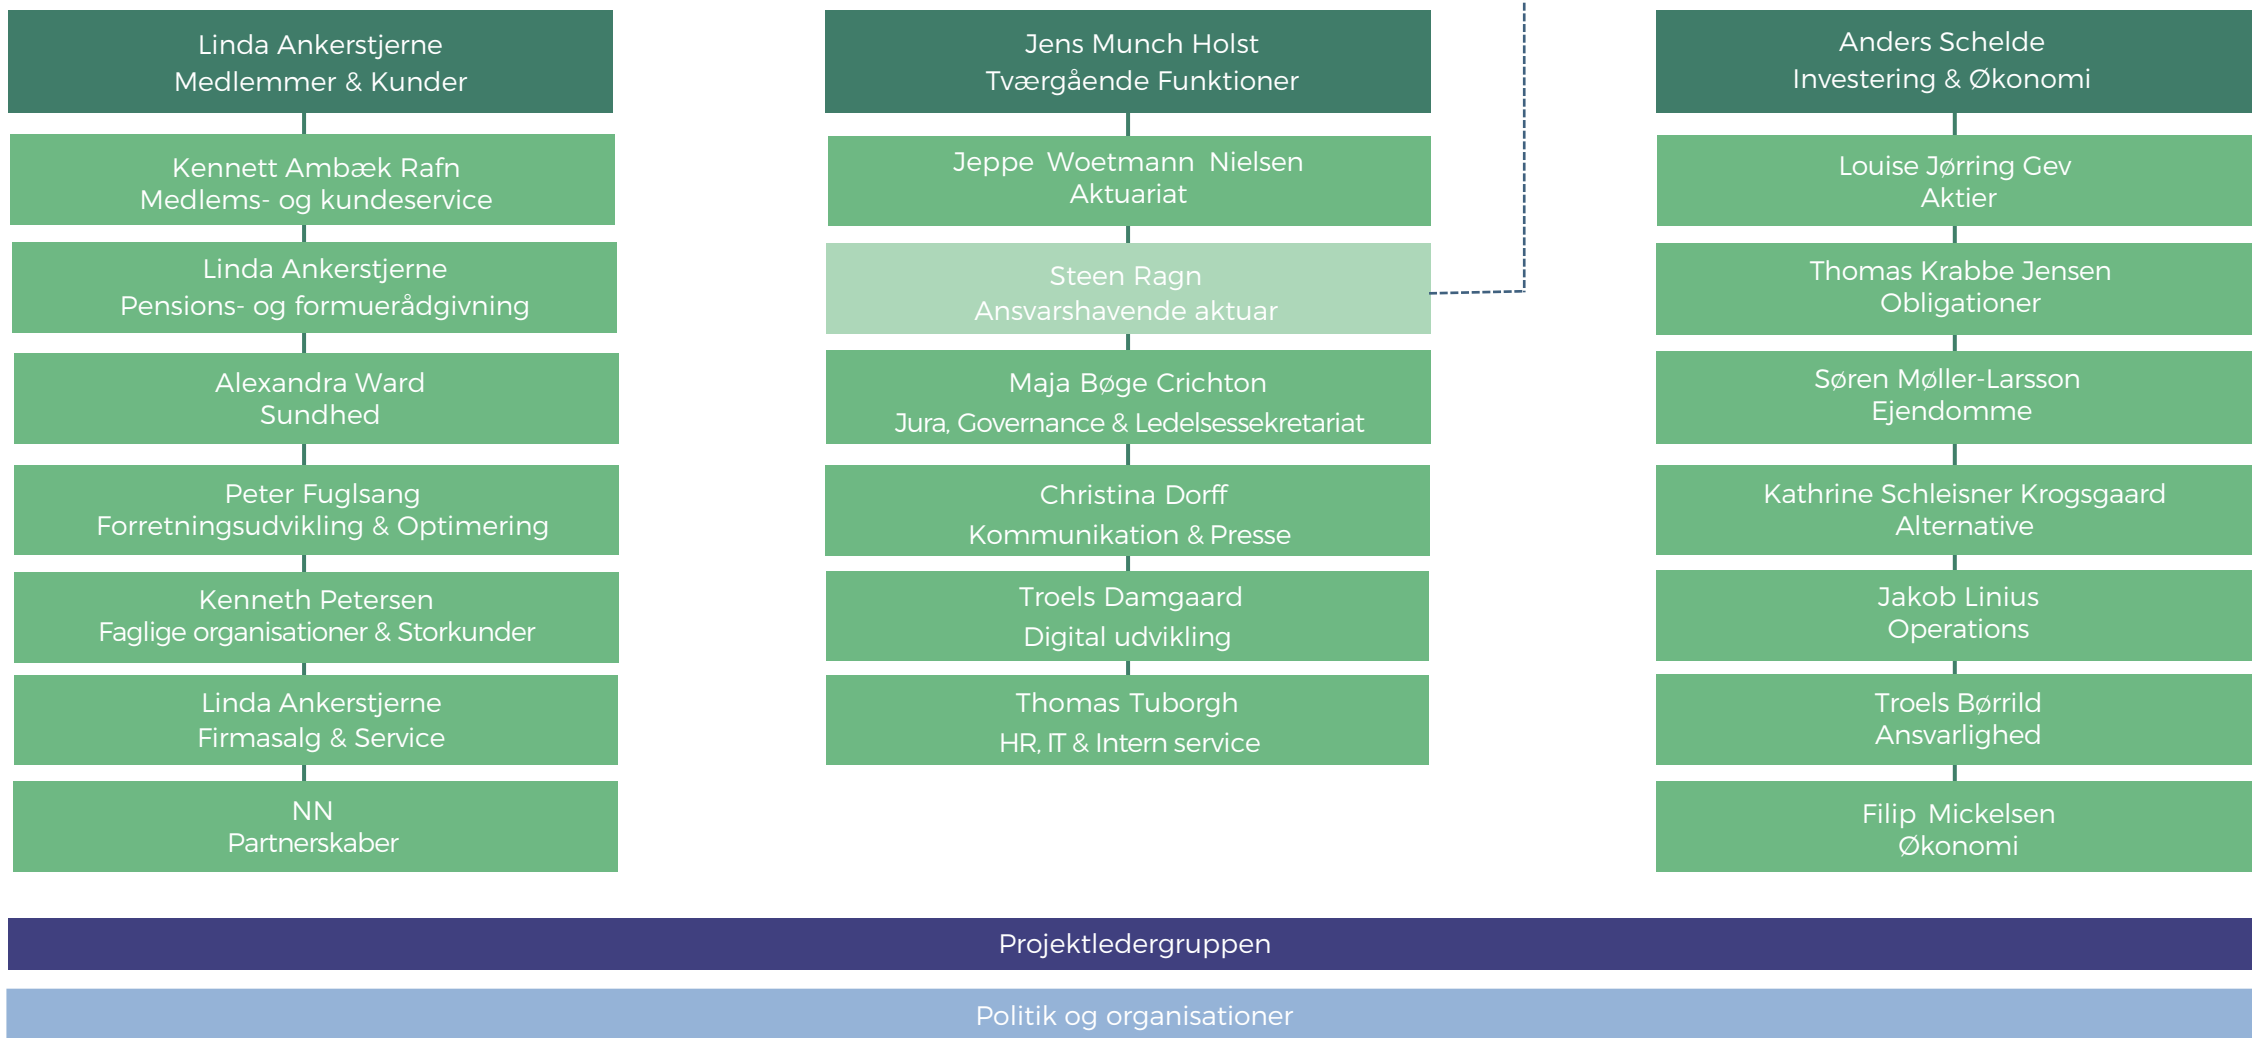 Linda Ankerstjerne
Medlemmer & Kunder
Kennett Ambæk Rafn
Medlems- og kundeservice
Linda Ankerstjerne
Pensions- og formuerådgivning
Alexandra Ward
Sundhed
Peter Fuglsang
Forretningsudvikling & Optimering
Kenneth Petersen
Faglige organisationer & Storkunder
Linda Ankerstjerne
Firmasalg & Service
NN
Partnerskaber
Jens Munch Holst
Tværgående Funktioner
Jeppe Woetmann Nielsen
Aktuariat
Steen Ragn
Ansvarshavende aktuar
Maja Bøge Crichton
Jura, Governance & Ledelsessekretariat
Christina Dorff
Kommunikation & Presse
Troels Damgaard
Digital udvikling
Thomas Tuborgh
HR, IT & Intern service
Anders Schelde
Investering & Økonomi
Louise Jørring Gev
Aktier
Thomas Krabbe Jensen
Obligationer
Søren Møller-Larsson
Ejendomme
Kathrine Schleisner Krogsgaard
Alternative
Jakob Linius
Operations
Troels Børrild
Ansvarlighed
Filip Mickelsen
Økonomi
Projektledergruppen
Politik og organisationer